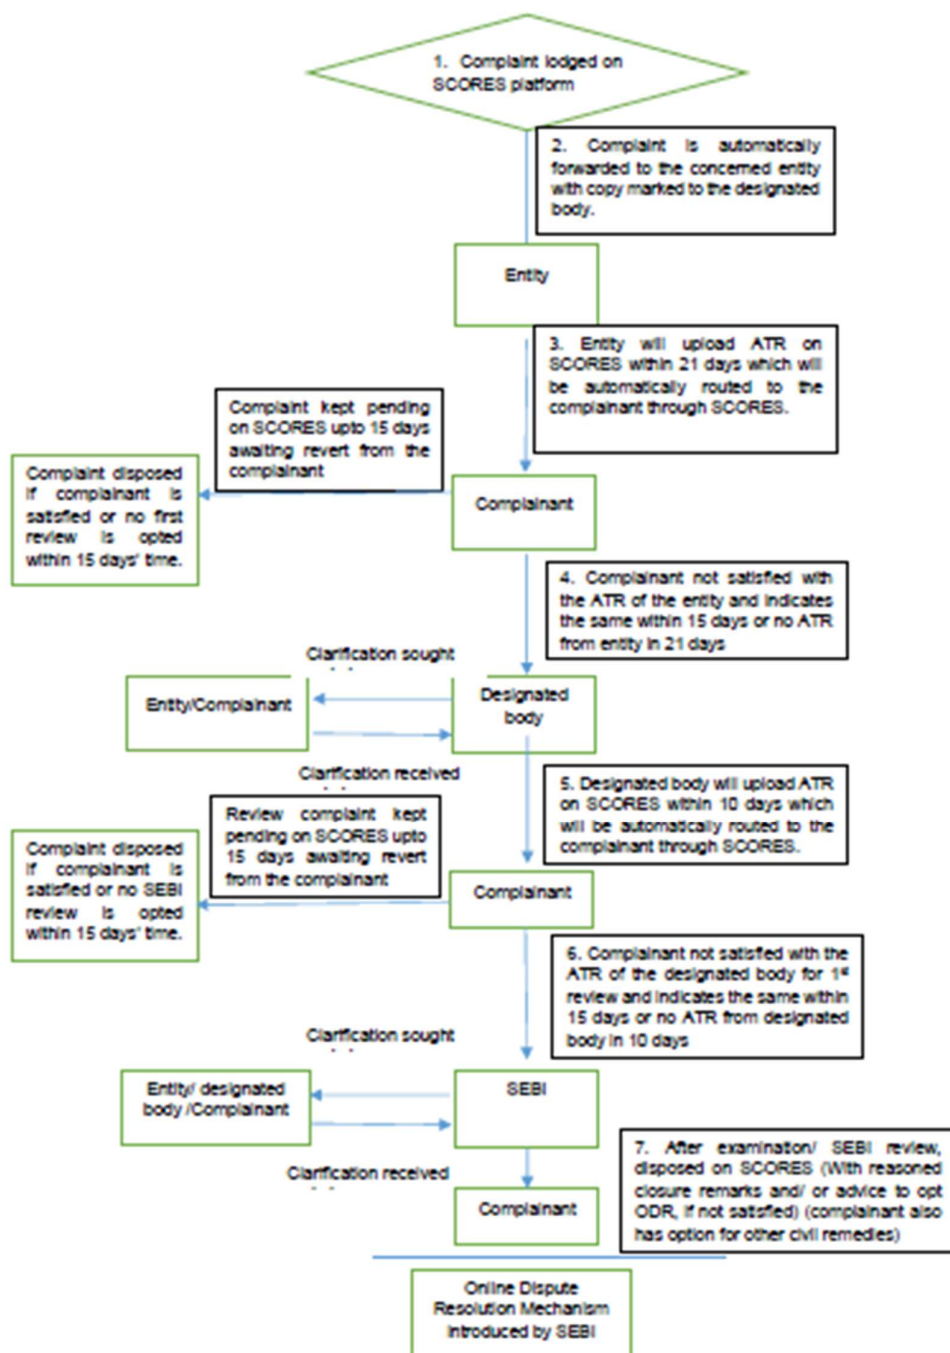 1. Complaint lodged on
SCORES platform
2. Complaint is automatically
forwarded to the concerned entity
with copy marked to the designated
body.
Entity
3. Entity will upload ATR on
SCORES within 21 days which will
be automatically routed to the
complainant through SCORES.
Complaint kept pending
on SCORES upto 15 days
awaiting revert from the
complainant
Complaint disposed
if complainant is
satisfied or no first
review is opted
within 15 days' time.
Complainant
4. Complainant not satisfied with
the ATR of the entity and indicates
the same within 15 days or no ATR
from entity in 21 days
Clarification sought
Entity/Complainant
Designated
body
Clarification received
5. Designated body will upload ATR
on SCORES within 10 days which
will be automatically routed to the
complainant through SCORES.
Review complaint kept
pending on SCORES upto
15 days awaiting revert
from the complainant
Complaint disposed
if complainant is
satisfied or no SEBI
review is opted
within 15 days' time.
Complainant
6. Complainant not satisfied with the
ATR of the designated body for 1st
review and indicates the same within
15 days or no ATR from designated
body in 10 days
Clarification sought
Entity/ designated
body /Complainant
SEBI
Clarification received
7. After examination/ SEBI review,
disposed on SCORES (With reasoned
closure remarks and/ or advice to opt
ODR, if not satisfied) (complainant also
has option for other civil remedies)
Complainant
Online Dispute
Resolution Mechanism
introduced by SEBI